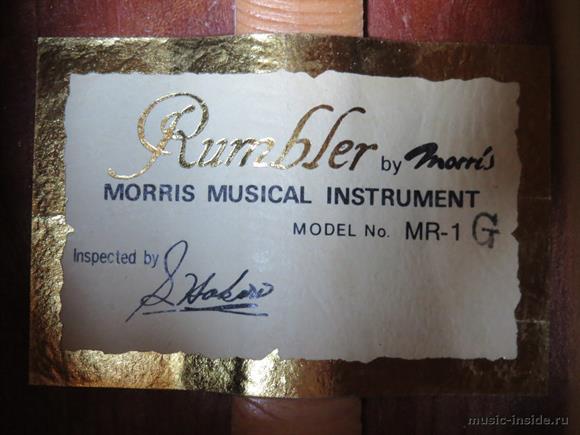 Rumbler by Morris
MORRIS MUSICAL INSTRUMENT
MODEL No. MR-1 G
Inspected by
music-inside.ru